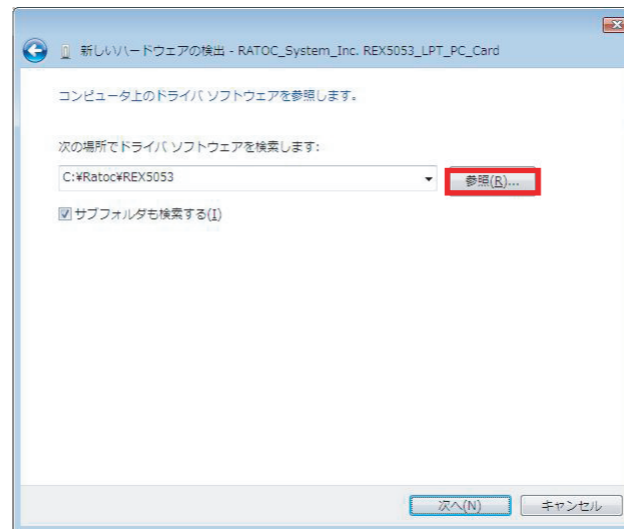 新しいハードウェアの検出 - RATOC_System_Inc. REX5053_LPT_PC_Card
コンピュータ上のドライバ ソフトウェアを参照します。
次の場所でドライバ ソフトウェアを検索します:
C:¥Ratoc¥REX5053
参照(R)...
サブフォルダも検索する(I)
次へ(N)
キャンセル